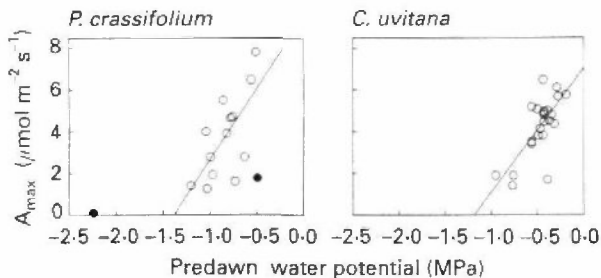 P. crassifolium
C. uvitana
A_max (μmol m⁻² s⁻¹)
8
6
4
2
0
-2.5 -2.0 -1.5 -1.0 -0.5 0.0
-2.5 -2.0 -1.5 -1.0 -0.5 0.0
Predawn water potential (MPa)